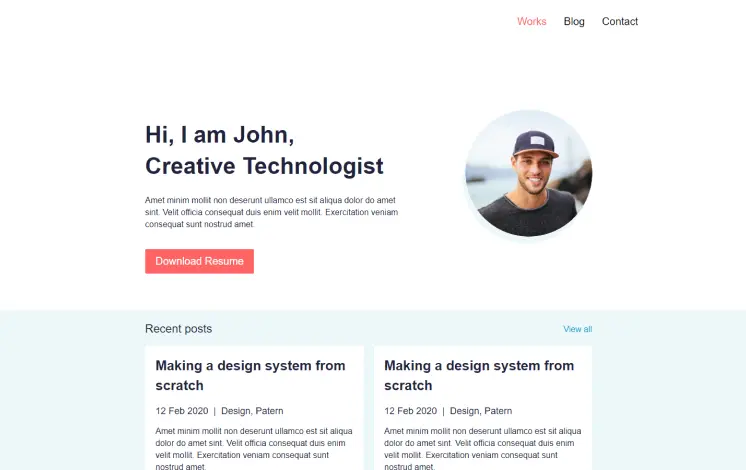 Works Blog Contact
Hi, I am John,
Creative Technologist
Amet minim mollit non deserunt ullamco est sit aliqua dolor do amet
sint. Velit officia consequat duis enim velit mollit. Exercitation veniam
consequat sunt nostrud amet.
Download Resume
Recent posts
View all
Making a design system from
scratch
12 Feb 2020 | Design, Patern
Amet minim mollit non deserunt ullamco est sit aliqua
dolor do amet sint. Velit officia consequat duis enim
velit mollit. Exercitation veniam consequat sunt
nostrud amet.
Making a design system from
scratch
12 Feb 2020 | Design, Patern
Amet minim mollit non deserunt ullamco est sit aliqua
dolor do amet sint. Velit officia consequat duis enim
velit mollit. Exercitation veniam consequat sunt
nostrud amet.